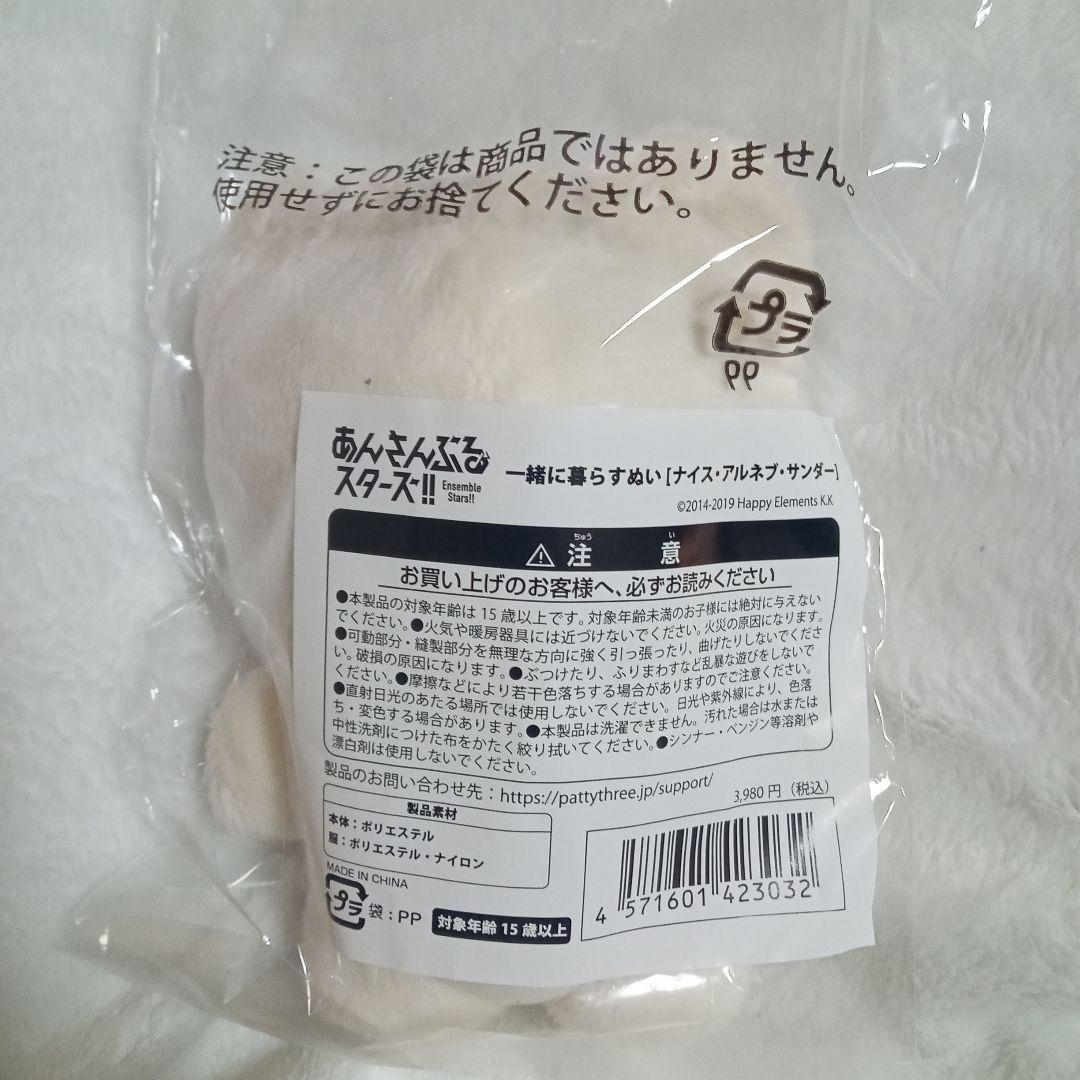 注意：この袋は商品ではありません。
使用せずにお捨てください。
プラ
PP
あんさんぶる
スターズ!!
Ensemble
Stars!!
一緒に暮らすぬい [ナイス・アルネブ・サンダー]
©2014-2019 Happy Elements K.K
ちゅう い
⚠ 注 意
お買い上げのお客様へ、必ずお読みください
●本製品の対象年齢は 15 歳以上です。対象年齢未満のお子様には絶対に与えない
でください。●火気や暖房器具には近づけないでください。火災の原因になります。
●可動部分・縫製部分を無理な方向に強く引っ張ったり、曲げたりしないでくださ
い。破損の原因になります。●ぶつけたり、ふりまわすなど乱暴な遊びをしないで
ください。●摩擦などにより若干色落ちする場合がありますのでご注意ください。
●直射日光のあたる場所では使用しないでください。日光や紫外線により、色落
ち・変色する場合があります。●本製品は洗濯できません。汚れた場合は水または
中性洗剤につけた布をかたく絞り拭いてください。●シンナー・ベンジン等溶剤や
漂白剤は使用しないでください。
製品のお問い合わせ先：https://pattythree.jp/support/
3,980 円（税込）
製品素材
本体：ポリエステル
服：ポリエステル・ナイロン
MADE IN CHINA
プラ 袋：PP
対象年齢 15 歳以上
4 571601 423032